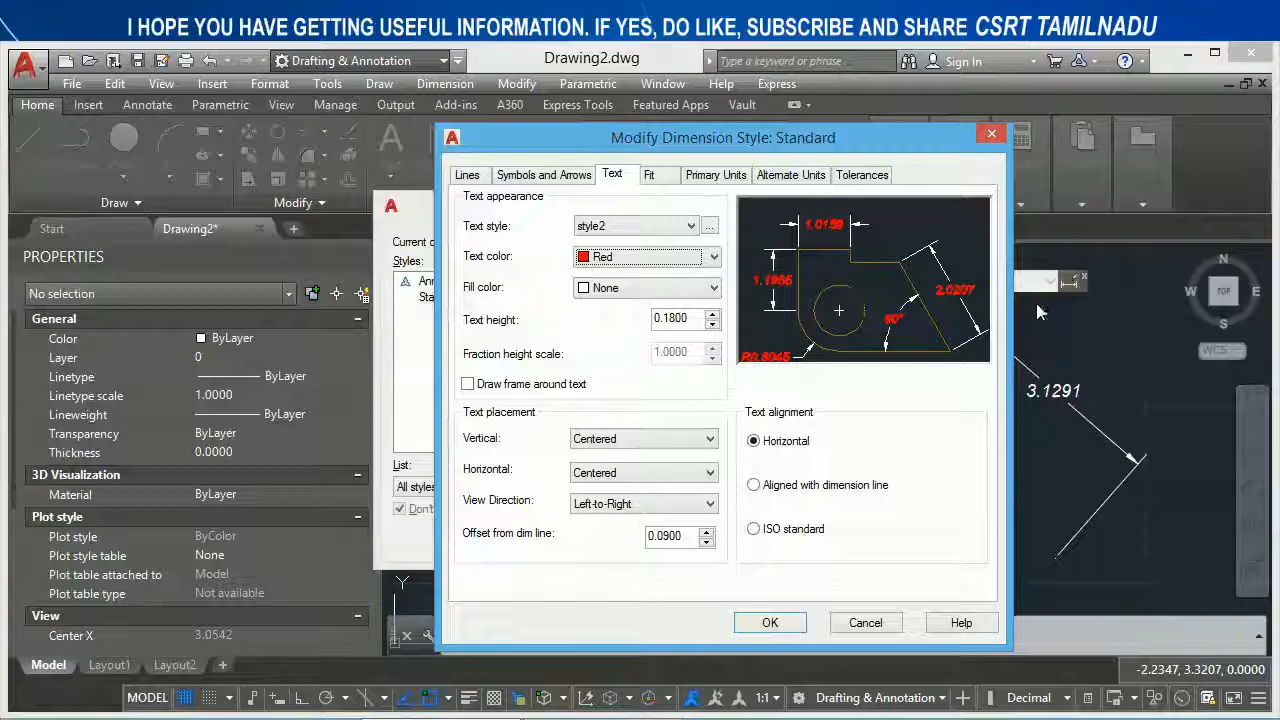 I HOPE YOU HAVE GETTING USEFUL INFORMATION. IF YES, DO LIKE, SUBSCRIBE AND SHARE CSRT TAMILNADU
Drafting & Annotation
Drawing2.dwg
Type a keyword or phrase
Sign In
File Edit View Insert Format Tools Draw Dimension Modify Parametric Window Help Express
Home Insert Annotate Parametric View Manage Output Add-ins A360 Express Tools Featured Apps Vault
Draw Modify
Start Drawing2*
PROPERTIES
No selection
General
Color ByLayer
Layer 0
Linetype ByLayer
Linetype scale 1.0000
Lineweight ByLayer
Transparency ByLayer
Thickness 0.0000
3D Visualization
Material ByLayer
Plot style
Plot style ByColor
Plot style table None
Plot table attached to Model
Plot table type Not available
View
Center X 3.0542
Styles:
List:
All styles
Modify Dimension Style: Standard
Lines Symbols and Arrows Text Fit Primary Units Alternate Units Tolerances
Text appearance
Text style: style2 ...
Text color: Red
Fill color: None
Text height: 0.1800
Fraction height scale: 1.0000
Draw frame around text
Text placement
Vertical: Centered
Horizontal: Centered
View Direction: Left-to-Right
Offset from dim line: 0.0900
1.0159
1.1955
2.0207
60°
R0.8045
Text alignment
Horizontal
Aligned with dimension line
ISO standard
OK Cancel Help
N
W TOP E
S
WCS
3.1291
Y
Model Layout1 Layout2 +
-2.2347, 3.3207, 0.0000
MODEL 1:1 Drafting & Annotation Decimal